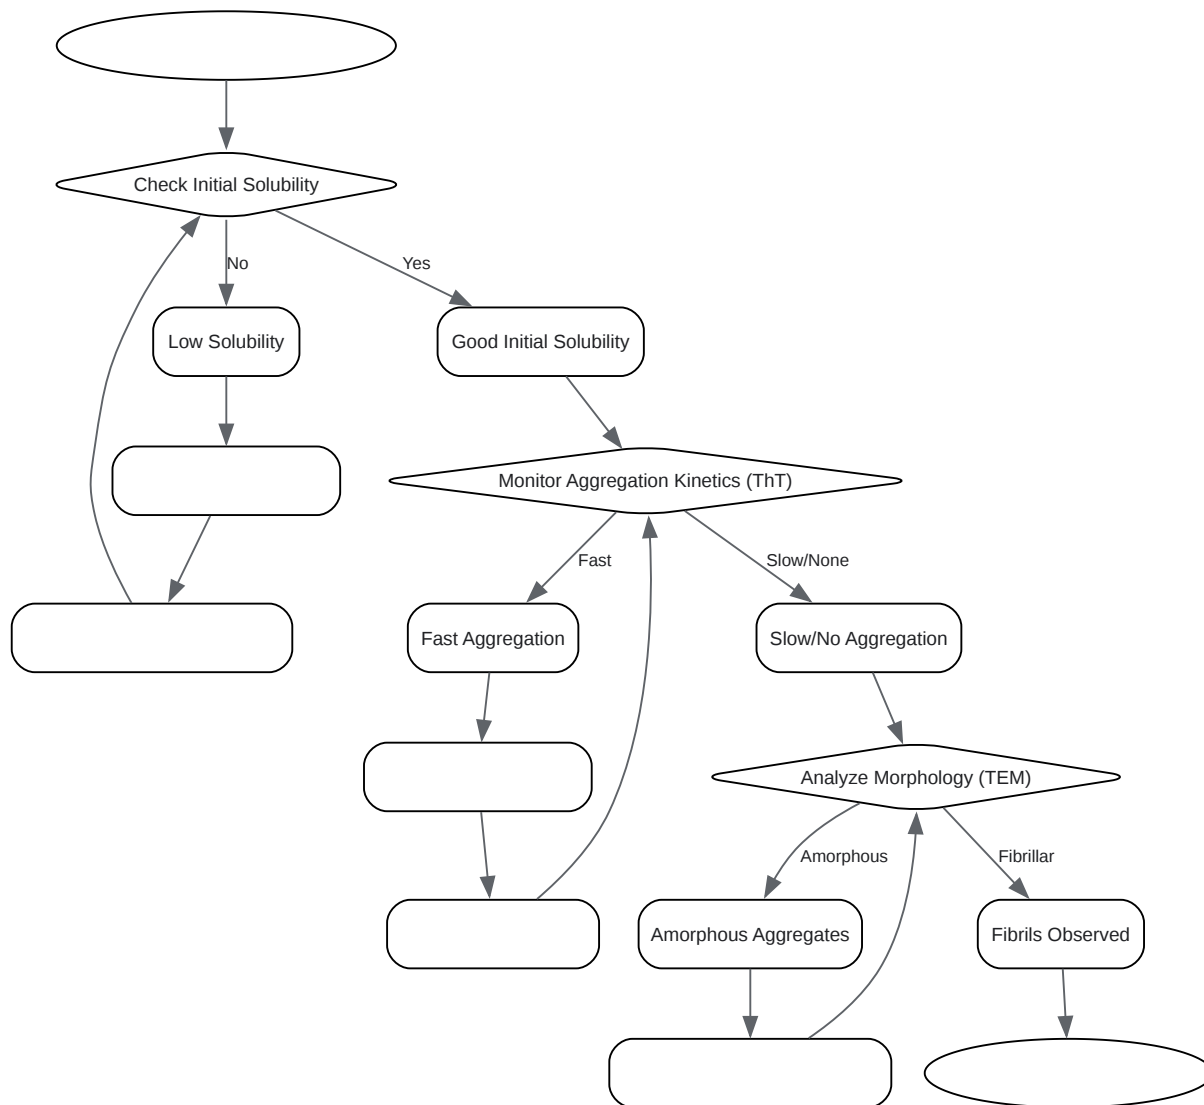 Check Initial Solubility
No
Yes
Low Solubility
Good Initial Solubility
Monitor Aggregation Kinetics (ThT)
Fast
Slow/None
Fast Aggregation
Slow/No Aggregation
Analyze Morphology (TEM)
Amorphous
Fibrillar
Amorphous Aggregates
Fibrils Observed